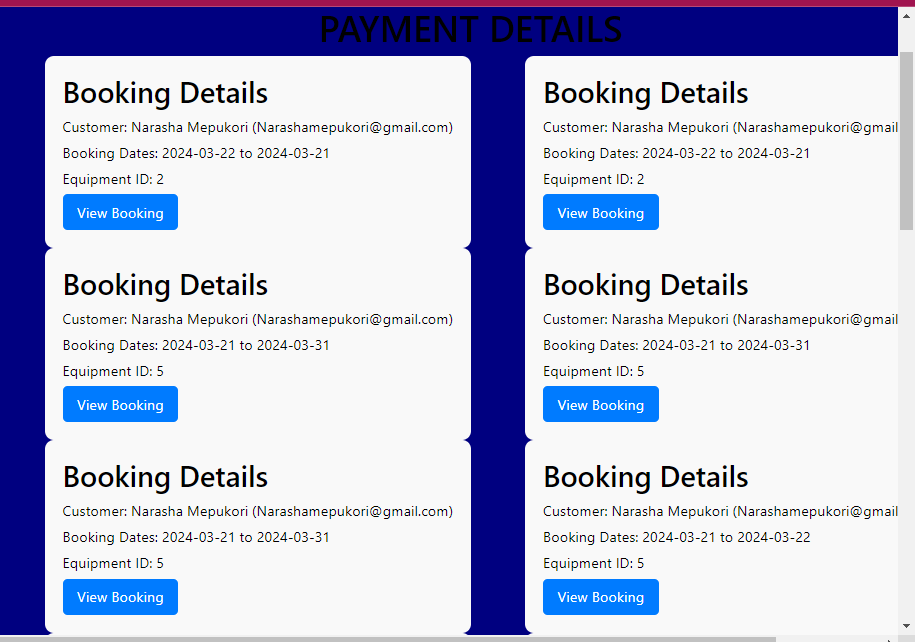 PAYMENT DETAILS
Booking Details
Customer: Narasha Mepukori (Narashamepukori@gmail.com)
Booking Dates: 2024-03-22 to 2024-03-21
Equipment ID: 2
View Booking
Booking Details
Customer: Narasha Mepukori (Narashamepukori@gmail
Booking Dates: 2024-03-22 to 2024-03-21
Equipment ID: 2
View Booking
Booking Details
Customer: Narasha Mepukori (Narashamepukori@gmail.com)
Booking Dates: 2024-03-21 to 2024-03-31
Equipment ID: 5
View Booking
Booking Details
Customer: Narasha Mepukori (Narashamepukori@gmail
Booking Dates: 2024-03-21 to 2024-03-31
Equipment ID: 5
View Booking
Booking Details
Customer: Narasha Mepukori (Narashamepukori@gmail.com)
Booking Dates: 2024-03-21 to 2024-03-31
Equipment ID: 5
View Booking
Booking Details
Customer: Narasha Mepukori (Narashamepukori@gmail
Booking Dates: 2024-03-21 to 2024-03-22
Equipment ID: 5
View Booking